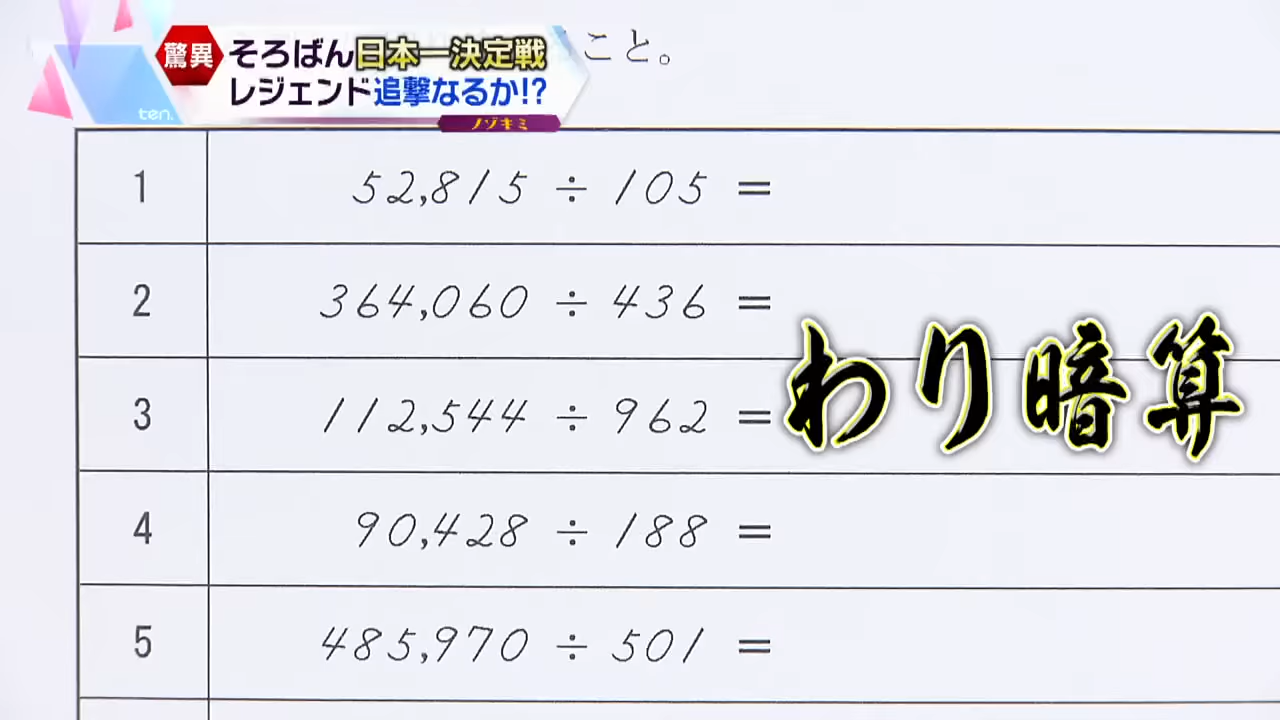 こと。
驚異
そろばん日本一決定戦
レジェンド追撃なるか!?
ten.
ノゾキミ
1 52,815 ÷ 105 =
2 364,060 ÷ 436 =
3 112,544 ÷ 962 =
4 90,428 ÷ 188 =
5 485,970 ÷ 501 =
わり暗算